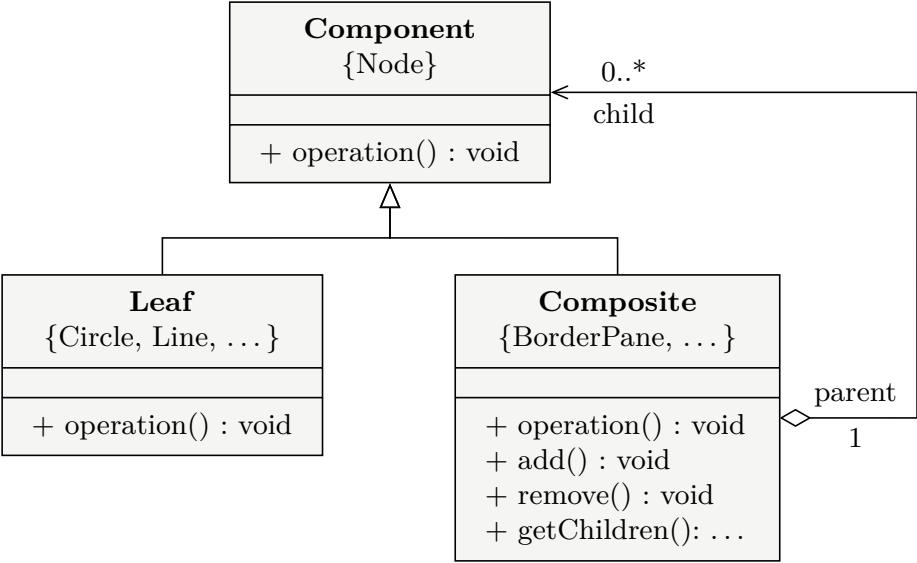 Component
{Node}
+ operation() : void
0..*
child
Leaf
{Circle, Line, ...}
+ operation() : void
Composite
{BorderPane, ...}
+ operation() : void
+ add() : void
+ remove() : void
+ getChildren(): ...
parent
1